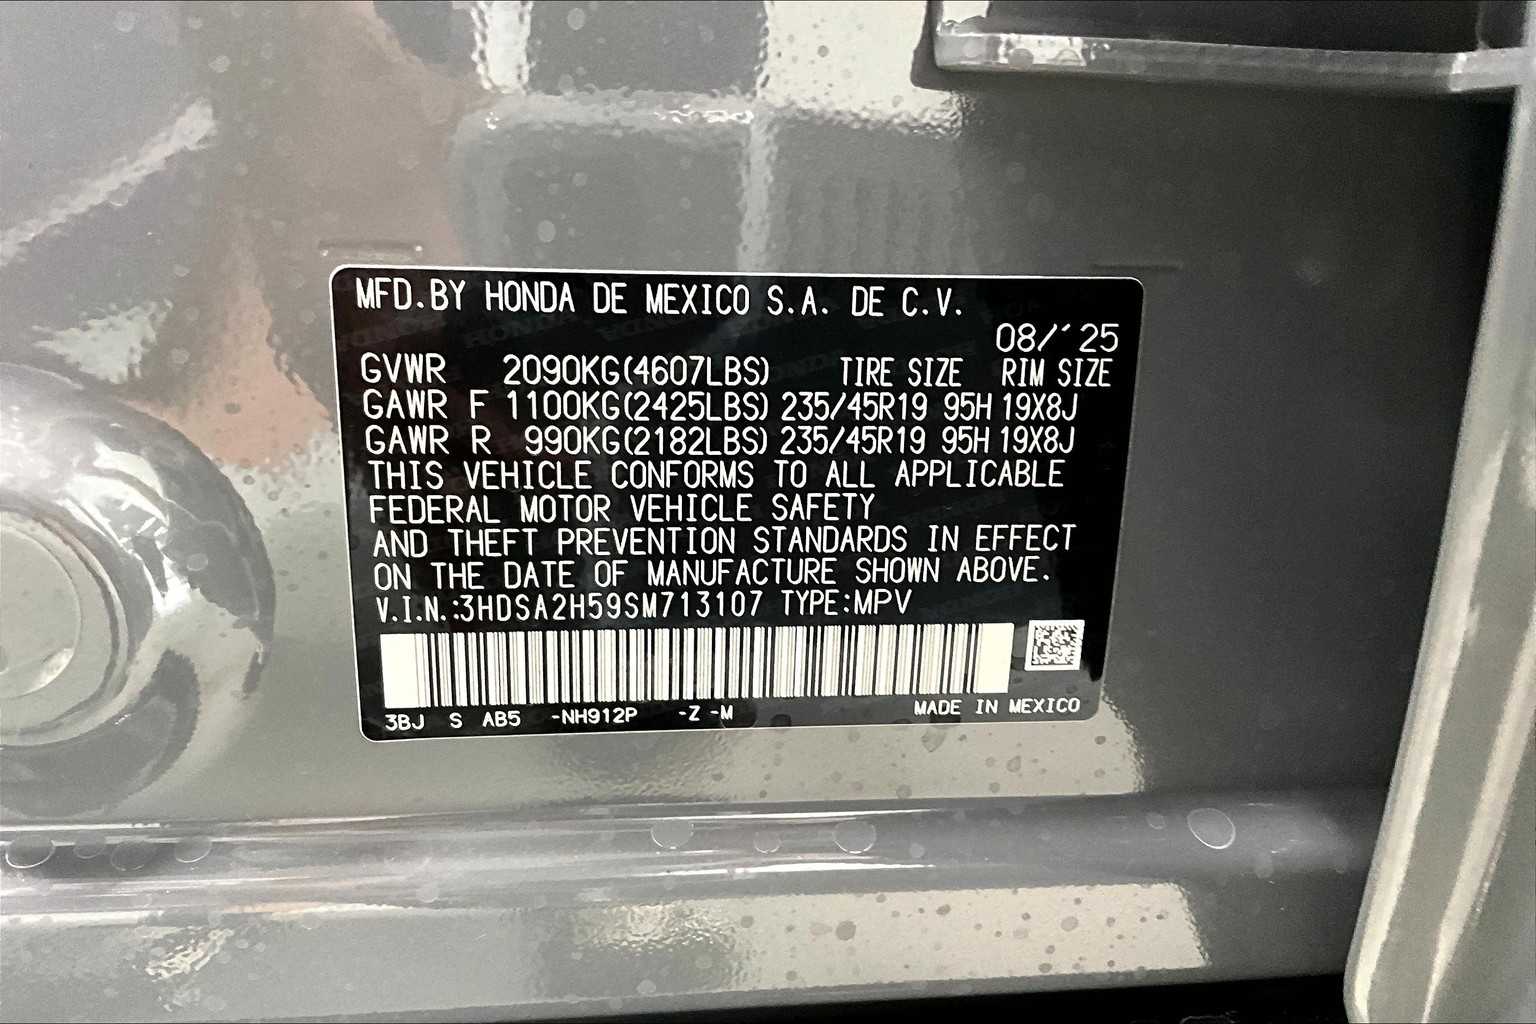 MFD.BY HONDA DE MEXICO S.A. DE C.V.
08/'25
GVWR 2090KG(4607LBS) TIRE SIZE RIM SIZE
GAWR F 1100KG(2425LBS) 235/45R19 95H 19X8J
GAWR R 990KG(2182LBS) 235/45R19 95H 19X8J
THIS VEHICLE CONFORMS TO ALL APPLICABLE
FEDERAL MOTOR VEHICLE SAFETY
AND THEFT PREVENTION STANDARDS IN EFFECT
ON THE DATE OF MANUFACTURE SHOWN ABOVE.
V.I.N.:3HDSA2H59SM713107 TYPE:MPV
3BJ S AB5 -NH912P -Z -M MADE IN MEXICO